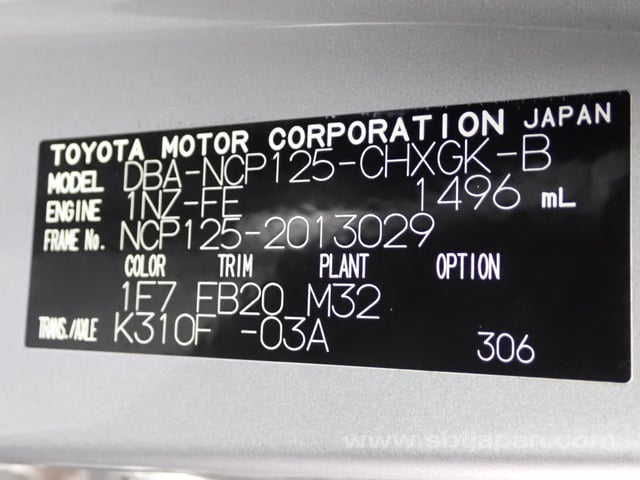 TOYOTA MOTOR CORPORATION JAPAN
MODEL DBA-NCP125-CHXGK-B
ENGINE 1NZ-FE 1496 mL
FRAME No. NCP125-2013029
COLOR TRIM PLANT OPTION
1F7 FB20 M32
TRANS./AXLE K310F -03A
306
www.sbtjapan.com